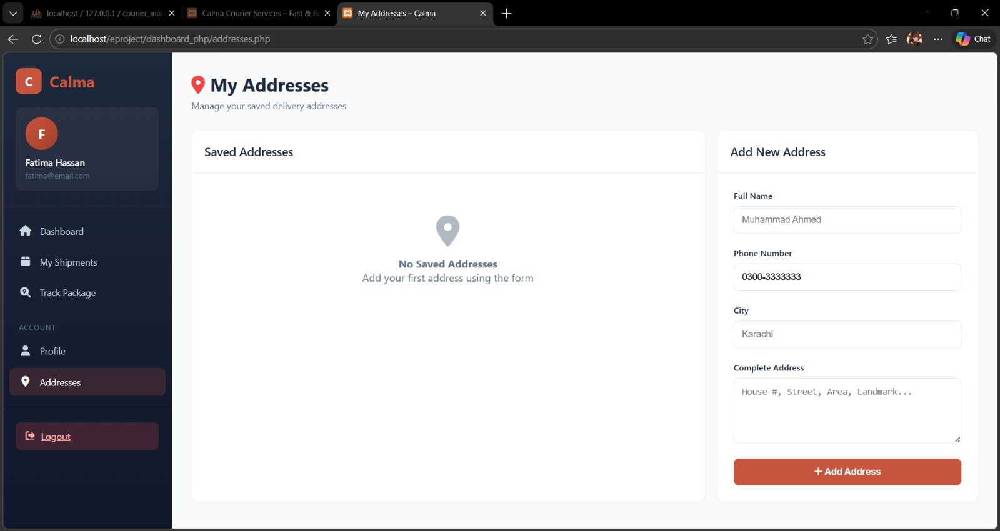 localhost / 127.0.0.1 / courier_man
Calma Courier Services – Fast & Re
My Addresses – Calma
localhost/eproject/dashboard_php/addresses.php
Chat
C
Calma
F
Fatima Hassan
fatima@email.com
Dashboard
My Shipments
Track Package
ACCOUNT
Profile
Addresses
Logout
My Addresses
Manage your saved delivery addresses
Saved Addresses
No Saved Addresses
Add your first address using the form
Add New Address
Full Name
Muhammad Ahmed
Phone Number
0300-3333333
City
Karachi
Complete Address
House #, Street, Area, Landmark...
+ Add Address